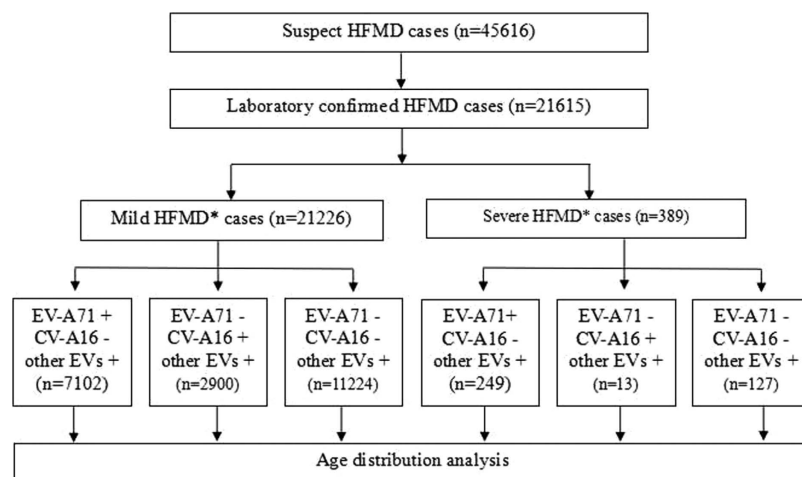 Suspect HFMD cases (n=45616)
Laboratory confirmed HFMD cases (n=21615)
Mild HFMD* cases (n=21226)
Severe HFMD* cases (n=389)
EV-A71 +
CV-A16 -
other EVs +
(n=7102)
EV-A71 -
CV-A16 +
other EVs +
(n=2900)
EV-A71 -
CV-A16 -
other EVs +
(n=11224)
EV-A71+
CV-A16 -
other EVs +
(n=249)
EV-A71 -
CV-A16 +
other EVs +
(n=13)
EV-A71 -
CV-A16 -
other EVs +
(n=127)
Age distribution analysis